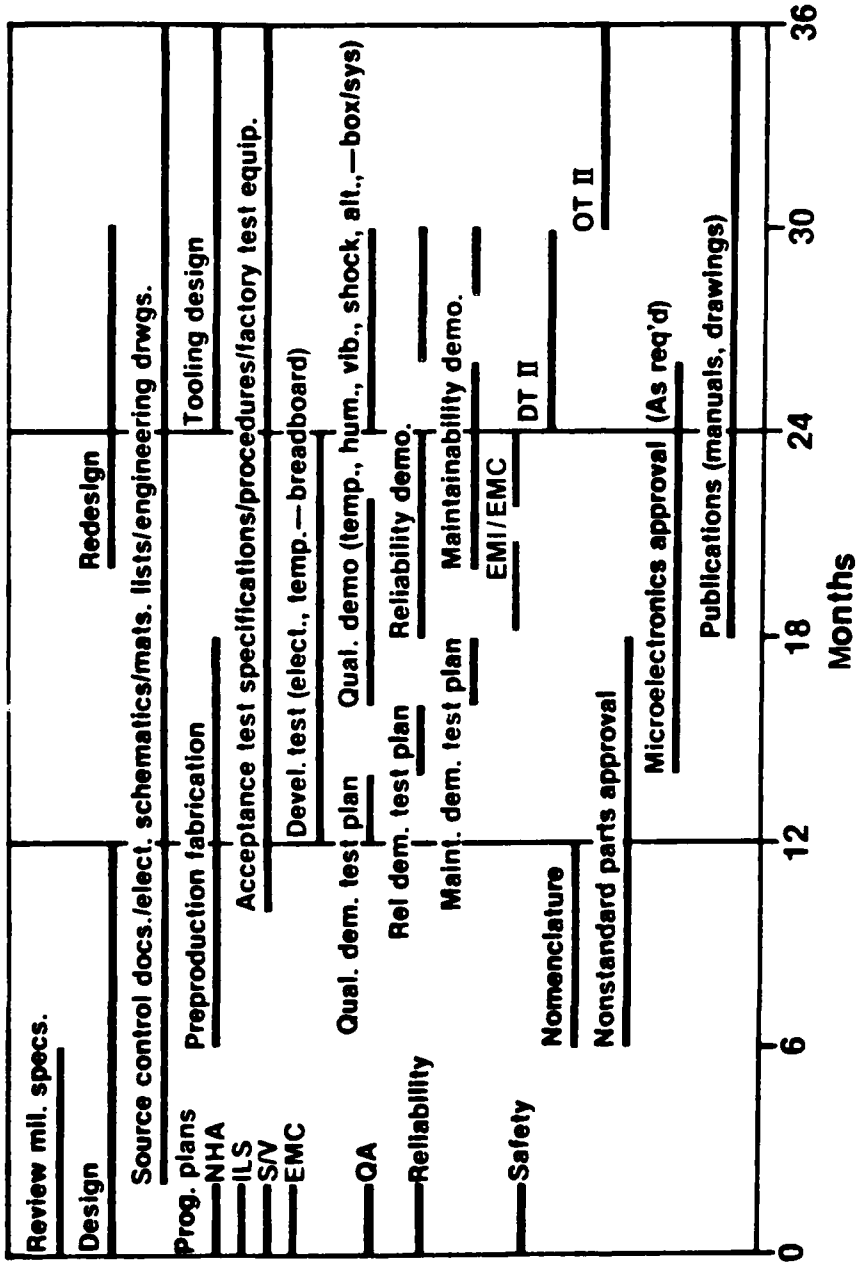 Review mil. specs.
Design
Redesign
Source control docs./elect. schematics/mats. lists/engineering drwgs.
Prog. plans
NHA
Preproduction fabrication
Tooling design
ILS
S/V
Acceptance test specifications/procedures/factory test equip.
EMC
Devel. test (elect., temp.—breadboard)
Qual. dem. test plan
Qual. demo (temp., hum., vib., shock, alt.,—box/sys)
QA
Rel dem. test plan
Reliability demo.
Reliability
Maint. dem. test plan
Maintainability demo.
EMI/EMC
Safety
DT II
Nomenclature
OT II
Nonstandard parts approval
Microelectronics approval (As req'd)
Publications (manuals, drawings)
0 6 12 18 24 30 36
Months